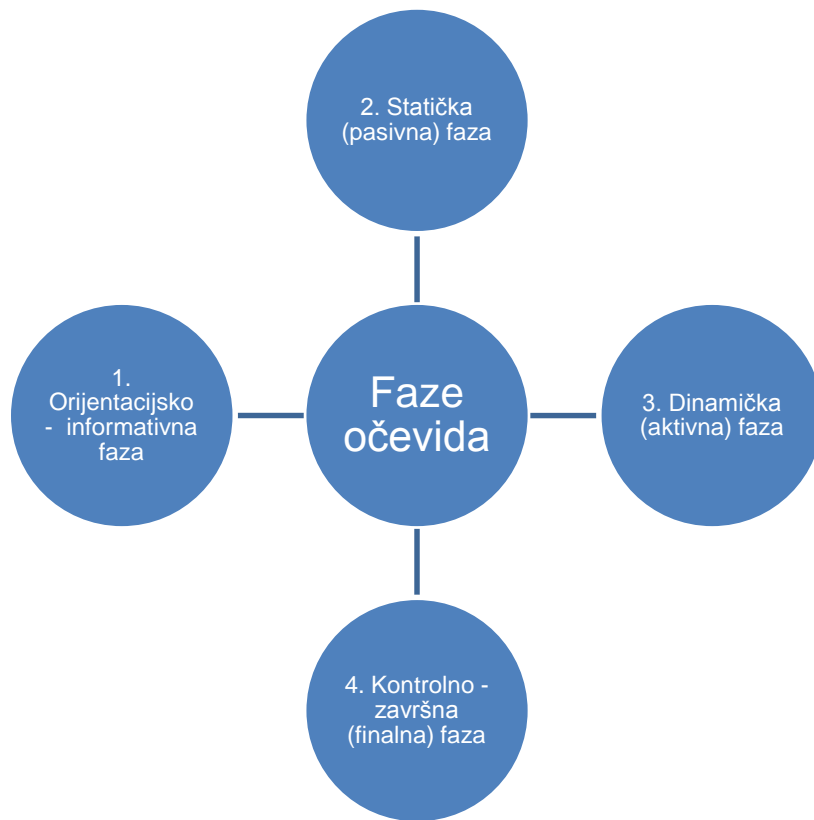 2. Statička
(pasivna) faza
1.
Orijentacijsko
- informativna
faza
Faze
očevida
3. Dinamička
(aktivna) faza
4. Kontrolno -
završna
(finalna) faza